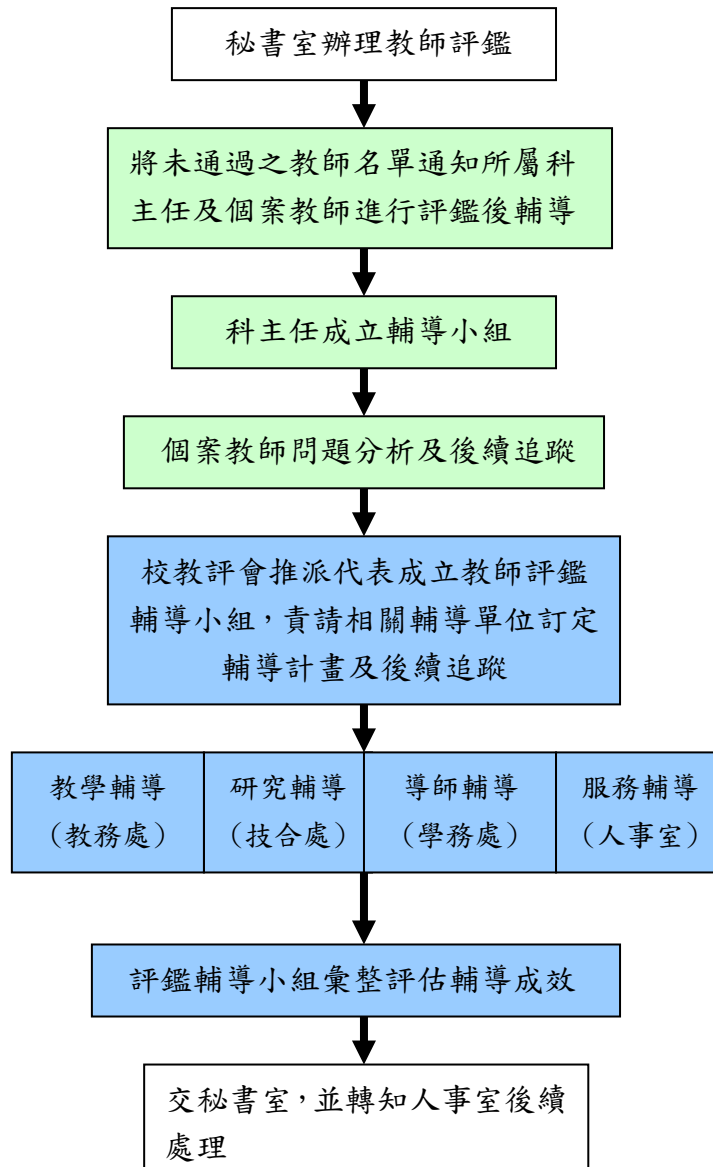 秘書室辦理教師評鑑
將未通過之教師名單通知所屬科
主任及個案教師進行評鑑後輔導
科主任成立輔導小組
個案教師問題分析及後續追蹤
校教評會推派代表成立教師評鑑
輔導小組，責請相關輔導單位訂定
輔導計畫及後續追蹤
教學輔導
（教務處）
研究輔導
（技合處）
導師輔導
（學務處）
服務輔導
（人事室）
評鑑輔導小組彙整評估輔導成效
交秘書室，並轉知人事室後續
處理